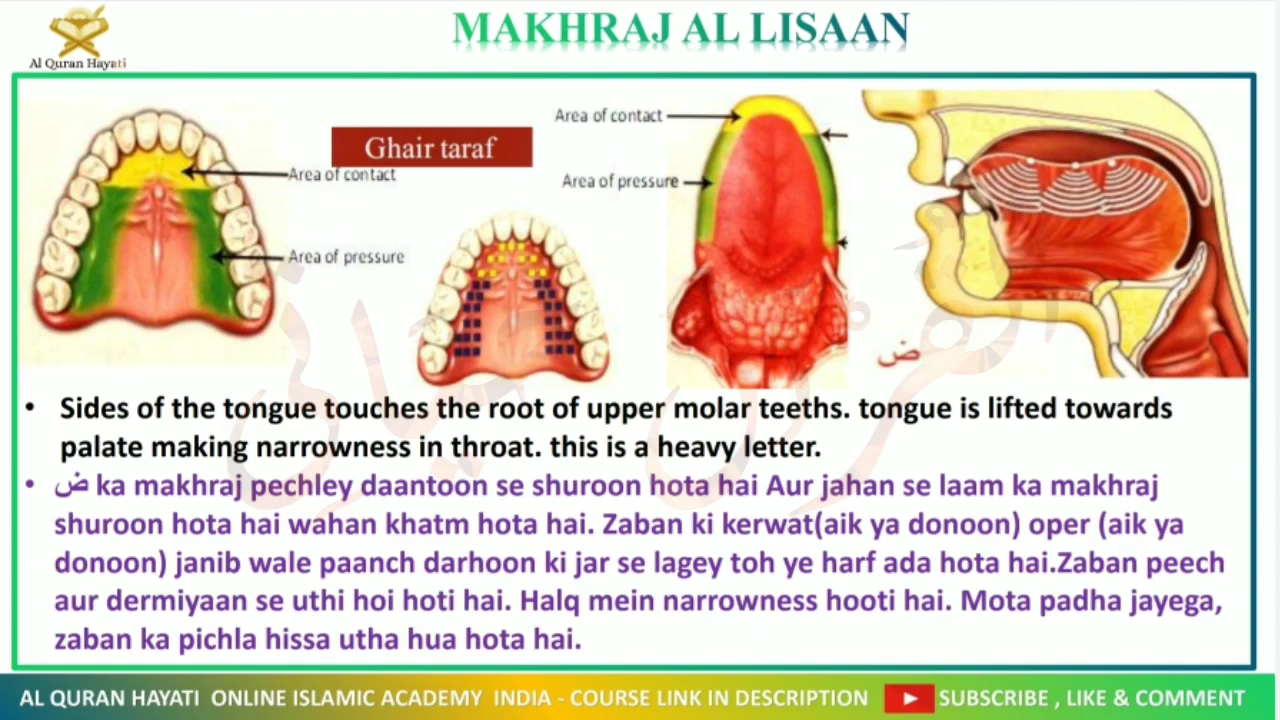 MAKHRAJ AL LISAAN
Al Quran Hayati
Ghair taraf
Area of contact
Area of pressure
Area of contact
Area of pressure
ض
القرآن حياتي
• Sides of the tongue touches the root of upper molar teeths. tongue is lifted towards
palate making narrowness in throat. this is a heavy letter.
• ض ka makhraj pechley daantoon se shuroon hota hai Aur jahan se laam ka makhraj
shuroon hota hai wahan khatm hota hai. Zaban ki kerwat(aik ya donoon) oper (aik ya
donoon) janib wale paanch darhoon ki jar se lagey toh ye harf ada hota hai.Zaban peech
aur dermiyaan se uthi hoi hoti hai. Halq mein narrowness hooti hai. Mota padha jayega,
zaban ka pichla hissa utha hua hota hai.
AL QURAN HAYATI ONLINE ISLAMIC ACADEMY INDIA - COURSE LINK IN DESCRIPTION SUBSCRIBE , LIKE & COMMENT